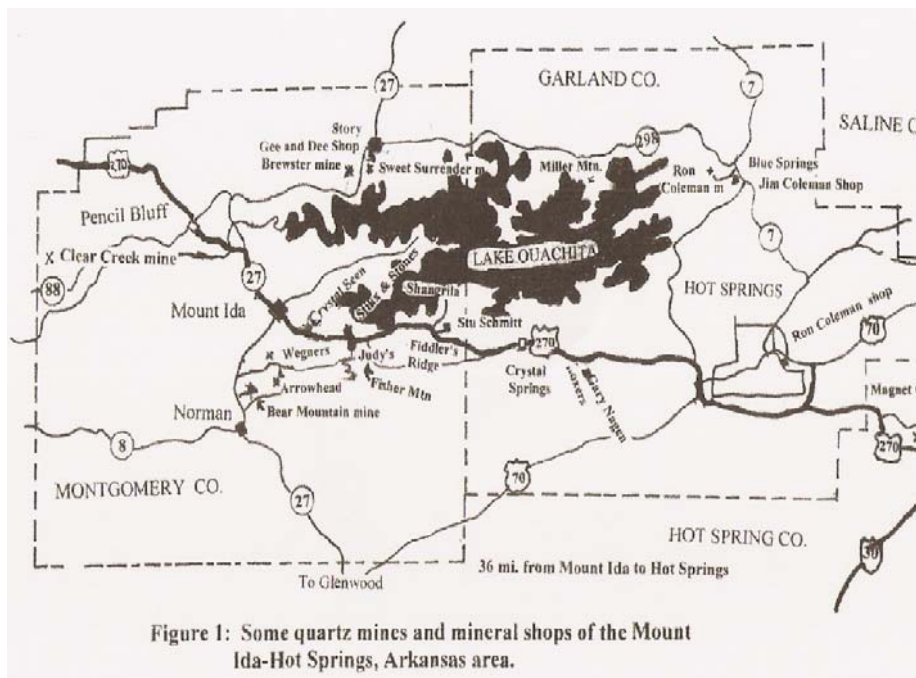 27
GARLAND CO.
7
SALINE C
Story
Gee and Dee Shop
Brewster mine
Sweet Surrender m
298
Miller Mtn.
Ron
Coleman m
Blue Springs
Jim Coleman Shop
270
Pencil Bluff
X Clear Creek mine
88
27
7
LAKE OUACHITA
HOT SPRINGS
Crystal Seen
Stix & Stones
Shangrila
Mount Ida
Stu Schmitt
Ron Coleman shop
70
Wegners
Judy's
Fiddler's
Ridge
270
Crystal
Springs
Arrowhead
Fisher Mtn
Gary Nagen
Boxers
Magnet
Norman
Bear Mountain mine
8
270
MONTGOMERY CO.
27
70
HOT SPRING CO.
30
To Glenwood
36 mi. from Mount Ida to Hot Springs
Figure 1: Some quartz mines and mineral shops of the Mount
Ida-Hot Springs, Arkansas area.